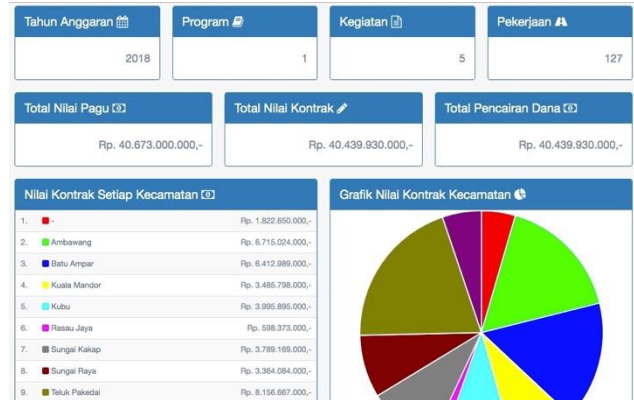 Tahun Anggaran
2018
Program
1
Kegiatan
5
Pekerjaan
127
Total Nilai Pagu
Rp. 40.673.000.000,-
Total Nilai Kontrak
Rp. 40.439.930.000,-
Total Pencairan Dana
Rp. 40.439.930.000,-
Nilai Kontrak Setiap Kecamatan
1. - Rp. 1.822.650.000,-
2. Ambawang Rp. 6.715.024.000,-
3. Batu Ampar Rp. 6.412.989.000,-
4. Kuala Mandor Rp. 3.485.798.000,-
5. Kubu Rp. 3.995.895.000,-
6. Rasau Jaya Rp. 598.373.000,-
7. Sungai Kakap Rp. 3.789.169.000,-
8. Sungai Raya Rp. 3.364.084.000,-
9. Teluk Pakedai Rp. 8.156.667.000,-
Grafik Nilai Kontrak Kecamatan